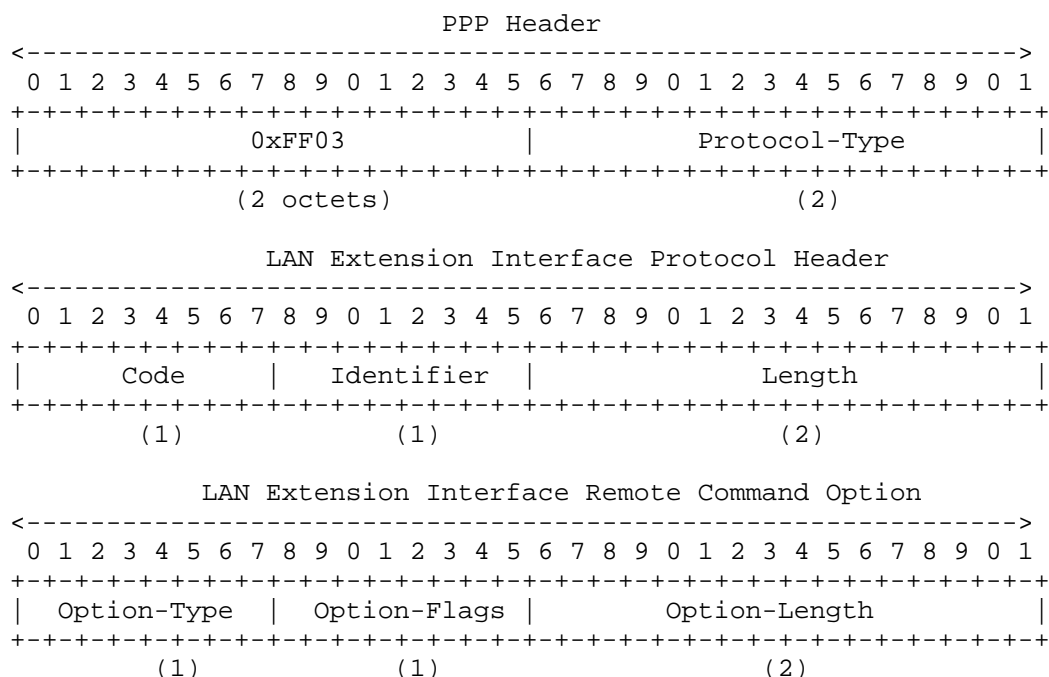 PPP Header
<-------------------------------------------------------------->
 0 1 2 3 4 5 6 7 8 9 0 1 2 3 4 5 6 7 8 9 0 1 2 3 4 5 6 7 8 9 0 1
+-+-+-+-+-+-+-+-+-+-+-+-+-+-+-+-+-+-+-+-+-+-+-+-+-+-+-+-+-+-+-+-+
|              0xFF03           |          Protocol-Type        |
+-+-+-+-+-+-+-+-+-+-+-+-+-+-+-+-+-+-+-+-+-+-+-+-+-+-+-+-+-+-+-+-+
              (2 octets)                         (2)
                LAN Extension Interface Protocol Header
<-------------------------------------------------------------->
 0 1 2 3 4 5 6 7 8 9 0 1 2 3 4 5 6 7 8 9 0 1 2 3 4 5 6 7 8 9 0 1
+-+-+-+-+-+-+-+-+-+-+-+-+-+-+-+-+-+-+-+-+-+-+-+-+-+-+-+-+-+-+-+-+
|      Code     |   Identifier  |              Length           |
+-+-+-+-+-+-+-+-+-+-+-+-+-+-+-+-+-+-+-+-+-+-+-+-+-+-+-+-+-+-+-+-+
        (1)             (1)                     (2)
            LAN Extension Interface Remote Command Option
<-------------------------------------------------------------->
 0 1 2 3 4 5 6 7 8 9 0 1 2 3 4 5 6 7 8 9 0 1 2 3 4 5 6 7 8 9 0 1
+-+-+-+-+-+-+-+-+-+-+-+-+-+-+-+-+-+-+-+-+-+-+-+-+-+-+-+-+-+-+-+-+
|  Option-Type  |  Option-Flags |        Option-Length          |
+-+-+-+-+-+-+-+-+-+-+-+-+-+-+-+-+-+-+-+-+-+-+-+-+-+-+-+-+-+-+-+-+
         (1)            (1)                    (2)